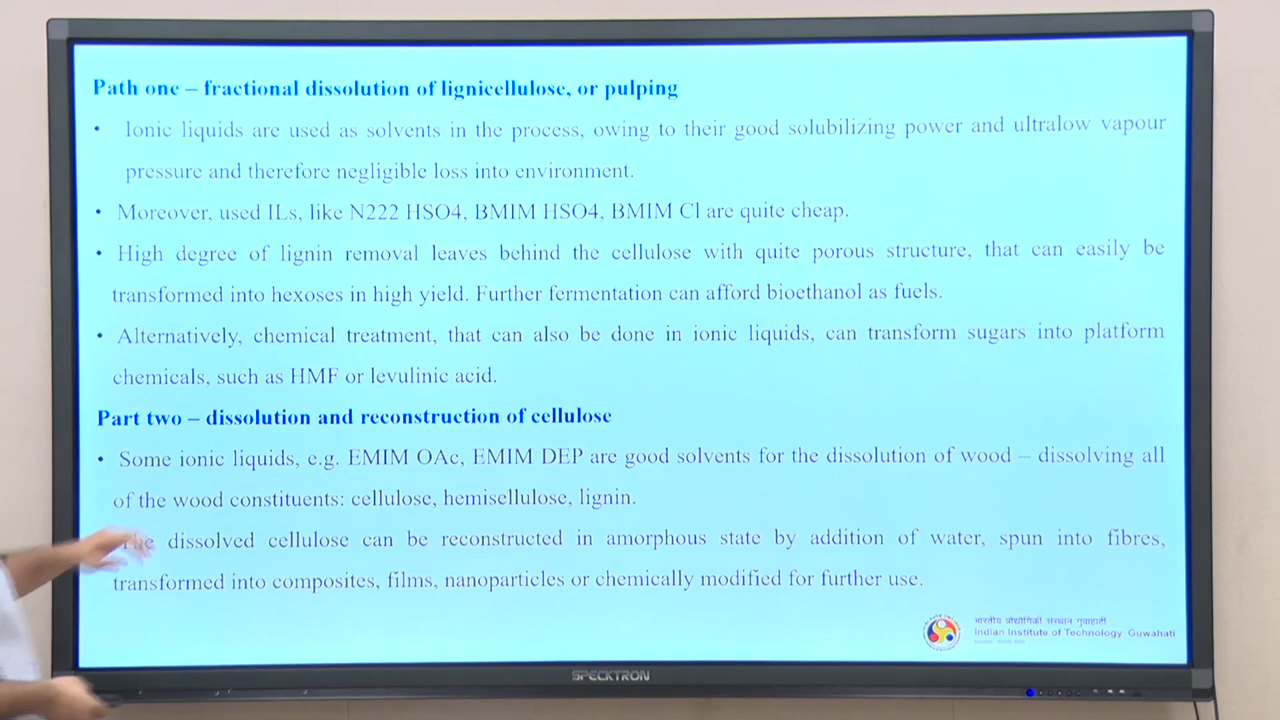 Path one – fractional dissolution of lignicellulose, or pulping
• Ionic liquids are used as solvents in the process, owing to their good solubilizing power and ultralow vapour
pressure and therefore negligible loss into environment.
• Moreover, used ILs, like N222 HSO4, BMIM HSO4, BMIM Cl are quite cheap.
• High degree of lignin removal leaves behind the cellulose with quite porous structure, that can easily be
transformed into hexoses in high yield. Further fermentation can afford bioethanol as fuels.
• Alternatively, chemical treatment, that can also be done in ionic liquids, can transform sugars into platform
chemicals, such as HMF or levulinic acid.
Part two – dissolution and reconstruction of cellulose
• Some ionic liquids, e.g. EMIM OAc, EMIM DEP are good solvents for the dissolution of wood – dissolving all
of the wood constituents: cellulose, hemisellulose, lignin.
The dissolved cellulose can be reconstructed in amorphous state by addition of water, spun into fibres,
transformed into composites, films, nanoparticles or chemically modified for further use.
भारतीय प्रौद्योगिकी संस्थान गुवाहाटी
Indian Institute of Technology Guwahati
SPECKTRON